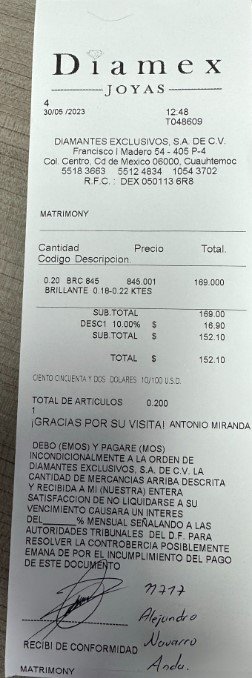 Diamex
JOYAS
4
30/05 /2023 12:48
T048609
DIAMANTES EXCLUSIVOS, S.A. DE C.V.
Francisco I Madero 54 - 405 P-4
Col. Centro, Cd de Mexico 06000, Cuauhtemoc
5518 3663 5512 4834 1054 3702
R.F.C. : DEX 050113 6R8
MATRIMONY
Cantidad Precio Total.
Codigo Descripcion.
0.20 BRC 845 845.001 169.000
BRILLANTE 0.18-0.22 KTES
SUB.TOTAL 169.00
DESC1 10.00% $ 16.90
SUB.TOTAL $ 152.10
TOTAL $ 152.10
CIENTO CINCUENTA Y DOS DOLARES 10/100 U.S.D.
TOTAL DE ARTICULOS 0.200
1
¡GRACIAS POR SU VISITA! ANTONIO MIRANDA
DEBO (EMOS) Y PAGARE (MOS)
INCONDICIONALMENTE A LA ORDEN DE
DIAMANTES EXCLUSIVOS, S.A. DE C.V. LA
CANTIDAD DE MERCANCIAS ARRIBA DESCRITA
Y RECIBIDA A MI (NUESTRA) ENTERA
SATISFACCION DE NO LIQUIDARSE A SU
VENCIMIENTO CAUSARA UN INTERES
DEL______% MENSUAL SEÑALANDO A LAS
AUTORIDADES TRIBUNALES DEL D.F. PARA
RESOLVER LA CONTROBERCIA POSIBLEMENTE
EMANA DE POR EL INCUMPLIMIENTO DEL PAGO
DE ESTE DOCUMENTO
Alejandro
Navarro
RECIBI DE CONFORMIDAD
Andu.
MATRIMONY